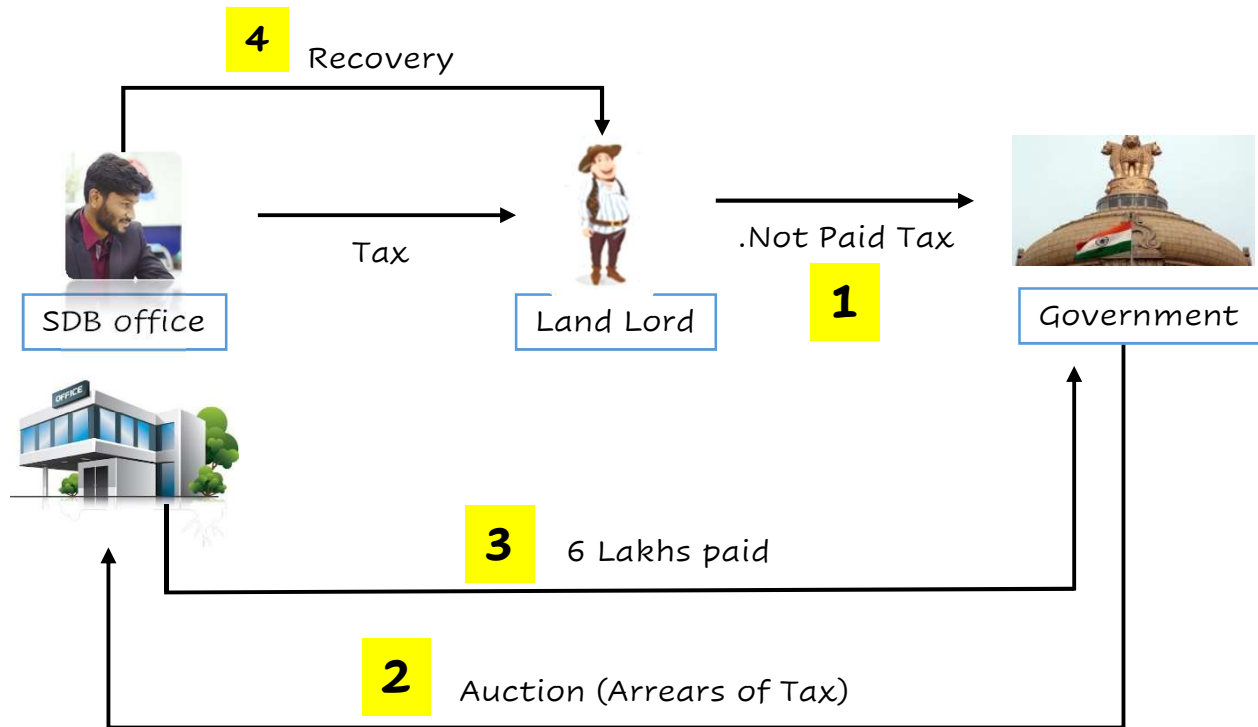 4
Recovery
Tax
.Not Paid Tax
1
SDB office
Land Lord
Government
OFFICE
3
6 Lakhs paid
2
Auction (Arrears of Tax)